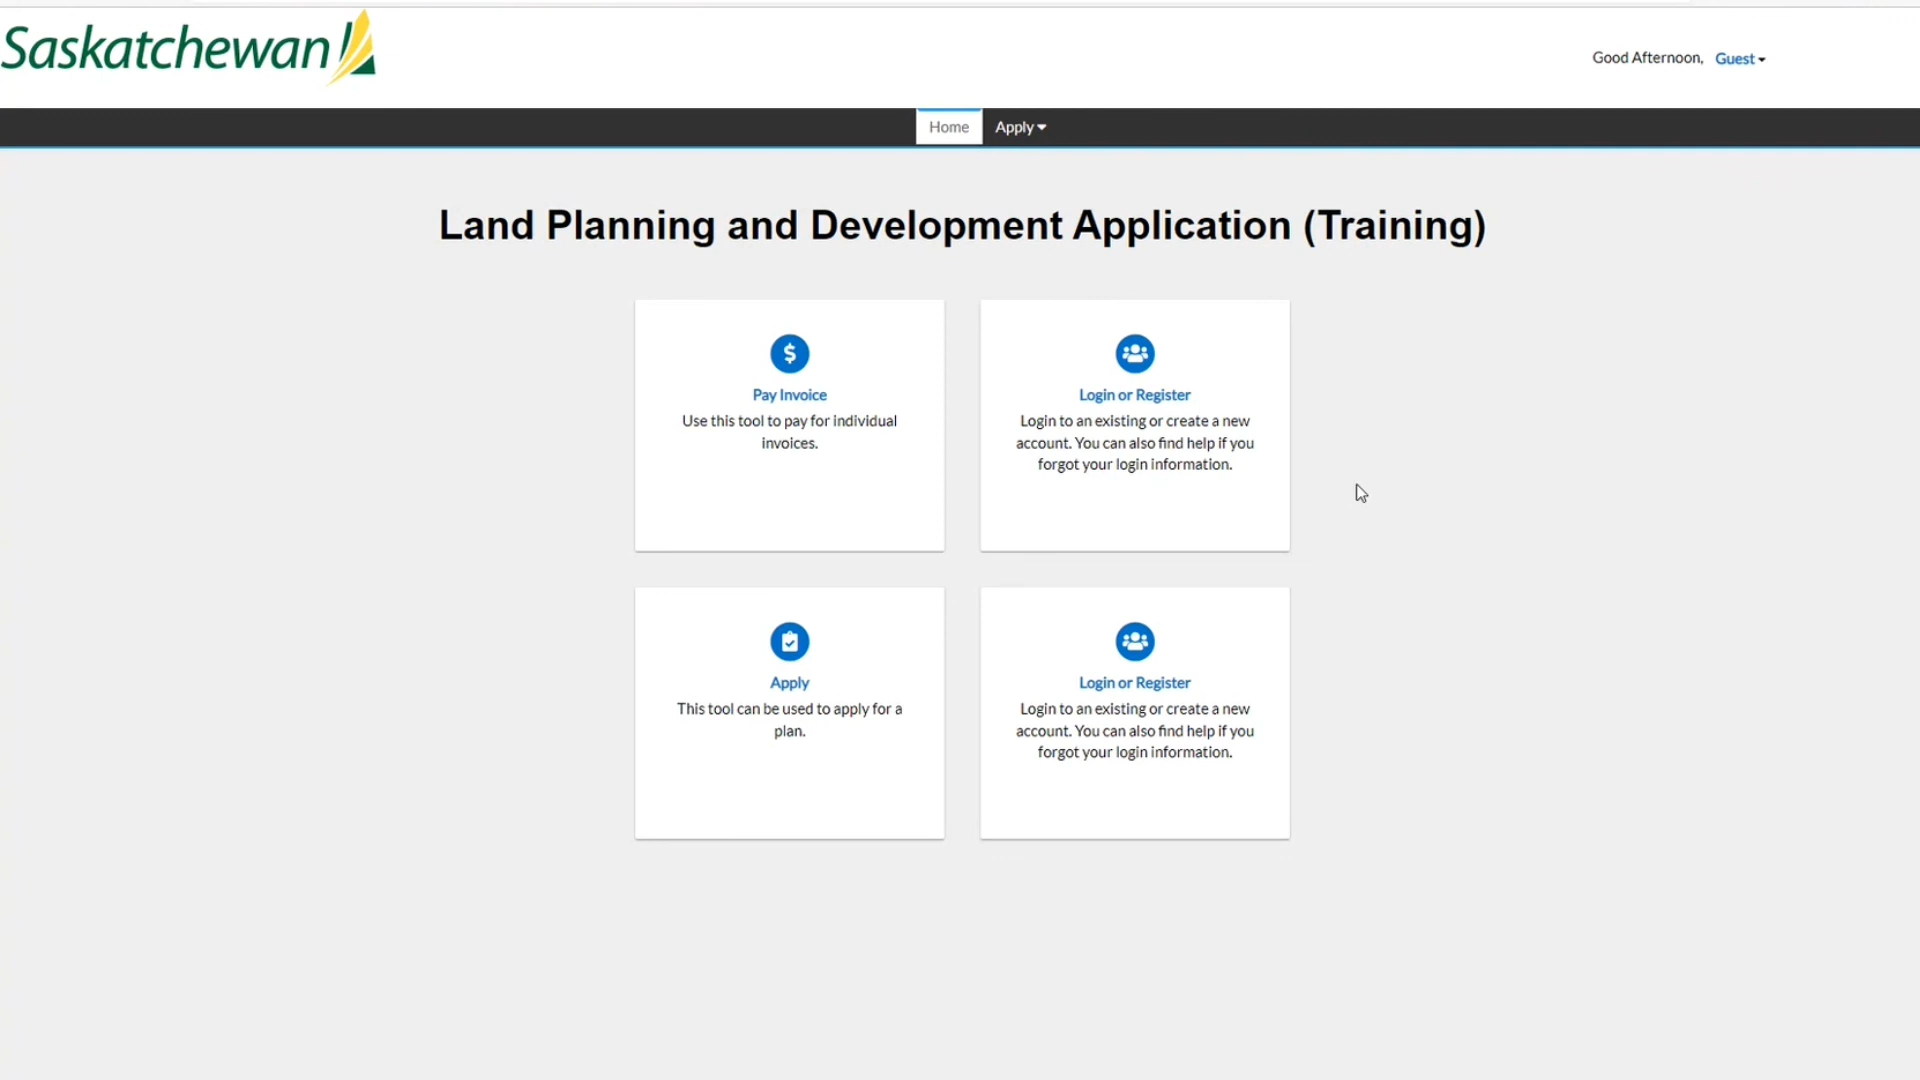 Saskatchewan
Good Afternoon, Guest
Home Apply
Land Planning and Development Application (Training)
$
Pay Invoice
Use this tool to pay for individual
invoices.
Login or Register
Login to an existing or create a new
account. You can also find help if you
forgot your login information.
Apply
This tool can be used to apply for a
plan.
Login or Register
Login to an existing or create a new
account. You can also find help if you
forgot your login information.